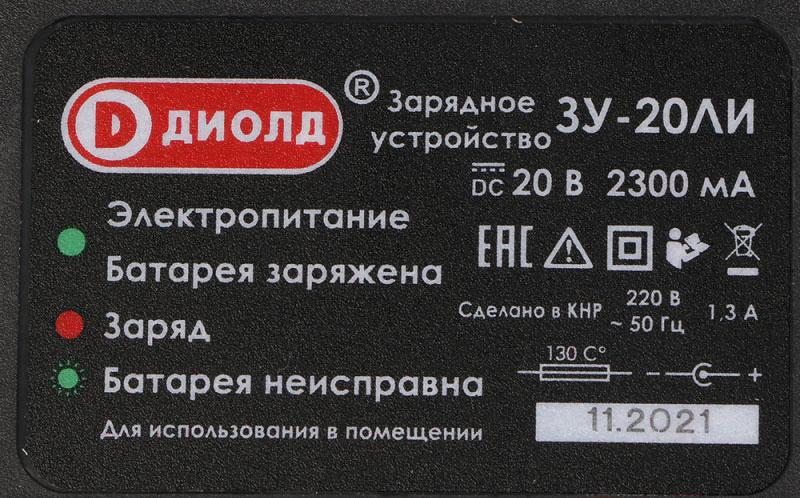 D ДИОЛД ®
Зарядное устройство ЗУ-20ЛИ
DC 20 В 2300 мА
Электропитание
Батарея заряжена
Заряд
Батарея неисправна
Для использования в помещении
EAC
Сделано в КНР 220 В ~ 50 Гц 1,3 А
130 С°
- +
11.2021